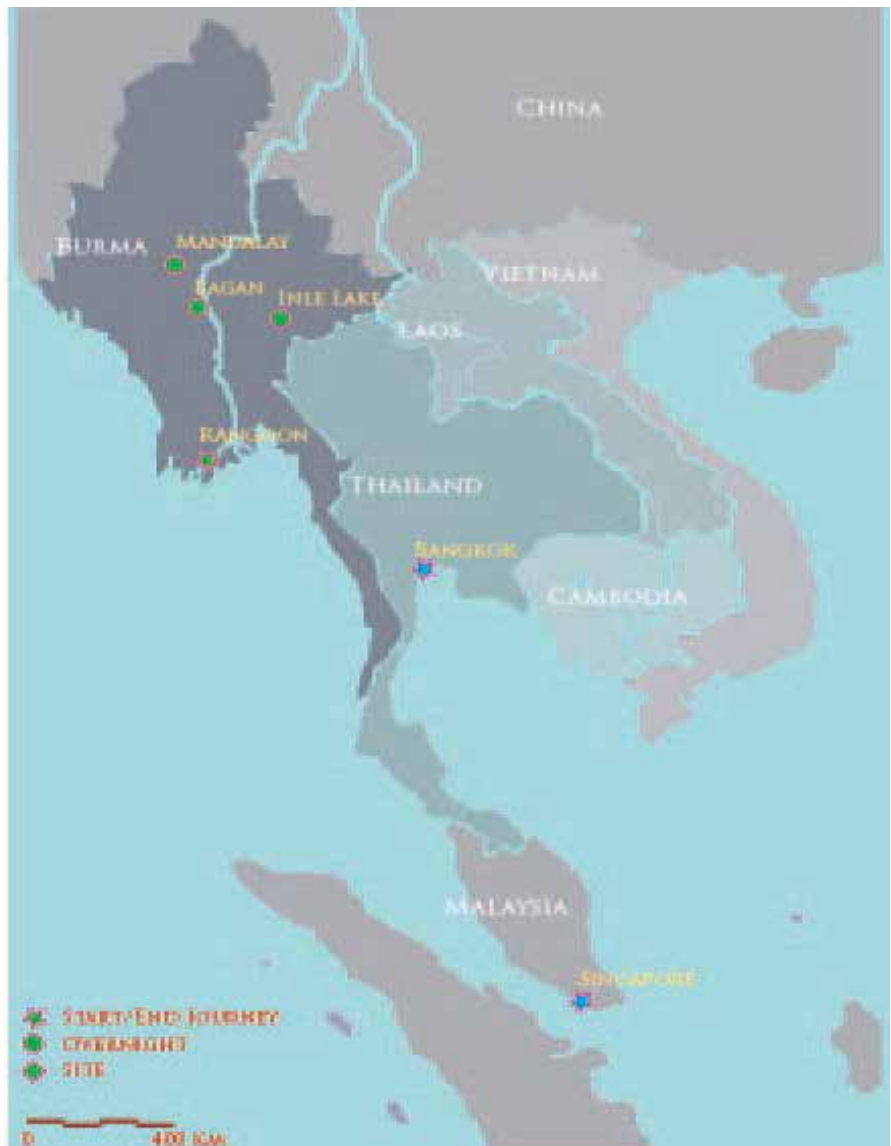 CHINA
BURMA
MANDALAY
VIETNAM
BAGAN
INLE LAKE
LAOS
RANGOON
THAILAND
BANGKOK
CAMBODIA
MALAYSIA
SINGAPORE
START/END JOURNEY
OVERNIGHT
SITE
0 400 KM